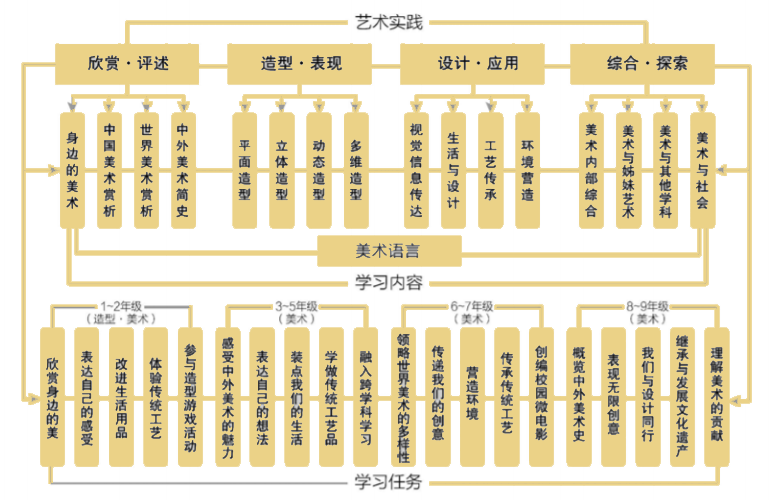 艺术实践
欣赏·评述
造型·表现
设计·应用
综合·探索
身边的美术
中国美术赏析
世界美术赏析
中外美术简史
平面造型
立体造型
动态造型
多维造型
视觉信息传达
生活与设计
工艺传承
环境营造
美术内部综合
美术与姊妹艺术
美术与其他学科
美术与社会
美术语言
学习内容
1~2年级
（造型·美术）
3~5年级
（美术）
6~7年级
（美术）
8~9年级
（美术）
欣赏身边的美
表达自己的感受
改进生活用品
体验传统工艺
参与造型游戏活动
感受中外美术的魅力
表达自己的想法
装点我们的生活
学做传统工艺品
融入跨学科学习
领略世界美术的多样性
传递我们的创意
营造环境
传承传统工艺
创编校园微电影
概览中外美术史
表现无限创意
我们与设计同行
继承与发展文化遗产
理解美术的贡献
学习任务